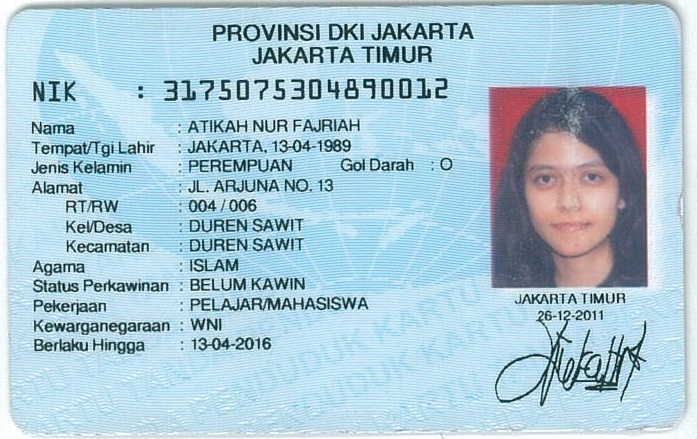 PROVINSI DKI JAKARTA
JAKARTA TIMUR
NIK : 3175075304890012
Nama : ATIKAH NUR FAJRIAH
Tempat/Tgl Lahir : JAKARTA, 13-04-1989
Jenis Kelamin : PEREMPUAN Gol Darah : O
Alamat : JL. ARJUNA NO. 13
RT/RW : 004 / 006
Kel/Desa : DUREN SAWIT
Kecamatan : DUREN SAWIT
Agama : ISLAM
Status Perkawinan : BELUM KAWIN
Pekerjaan : PELAJAR/MAHASISWA
Kewarganegaraan : WNI
Berlaku Hingga : 13-04-2016
JAKARTA TIMUR
26-12-2011